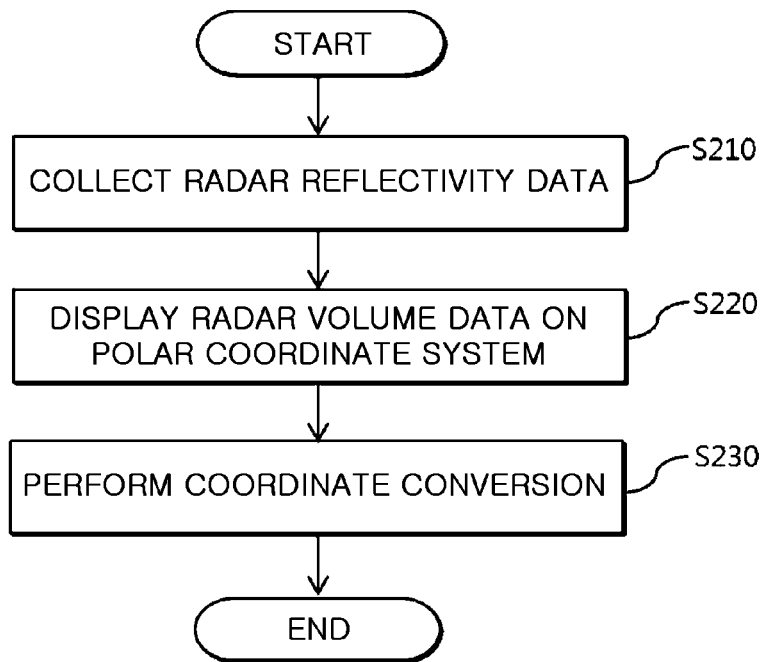 START
COLLECT RADAR REFLECTIVITY DATA
S210
DISPLAY RADAR VOLUME DATA ON
POLAR COORDINATE SYSTEM
S220
PERFORM COORDINATE CONVERSION
S230
END